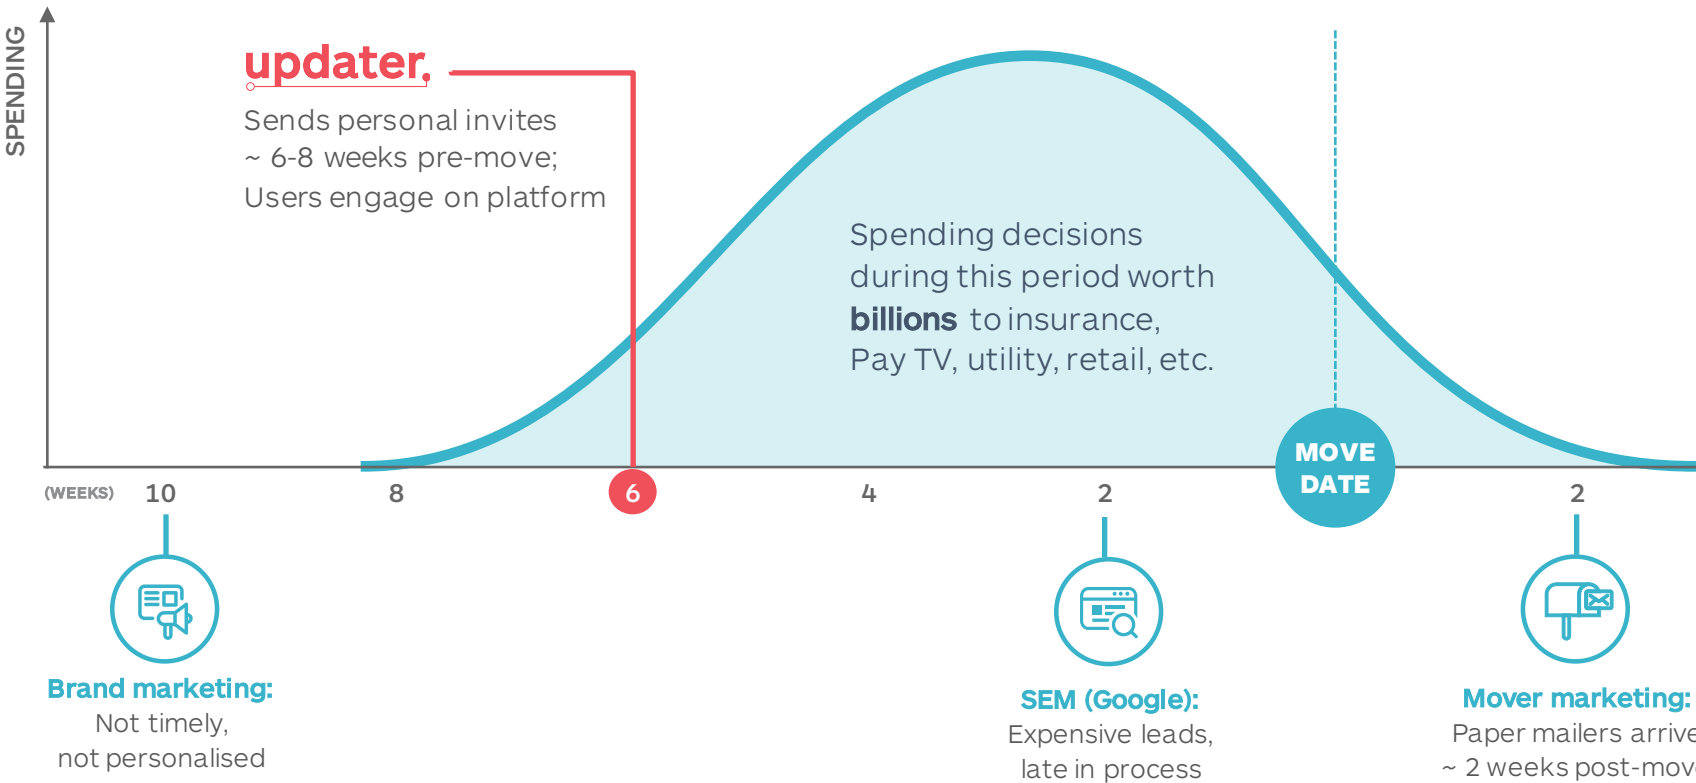 SPENDING
updater.
Sends personal invites
~ 6-8 weeks pre-move;
Users engage on platform
Spending decisions
during this period worth
billions to insurance,
Pay TV, utility, retail, etc.
MOVE
DATE
(WEEKS) 10 8 6 4 2 2
Brand marketing:
Not timely,
not personalised
SEM (Google):
Expensive leads,
late in process
Mover marketing:
Paper mailers arrive
~ 2 weeks post-mov